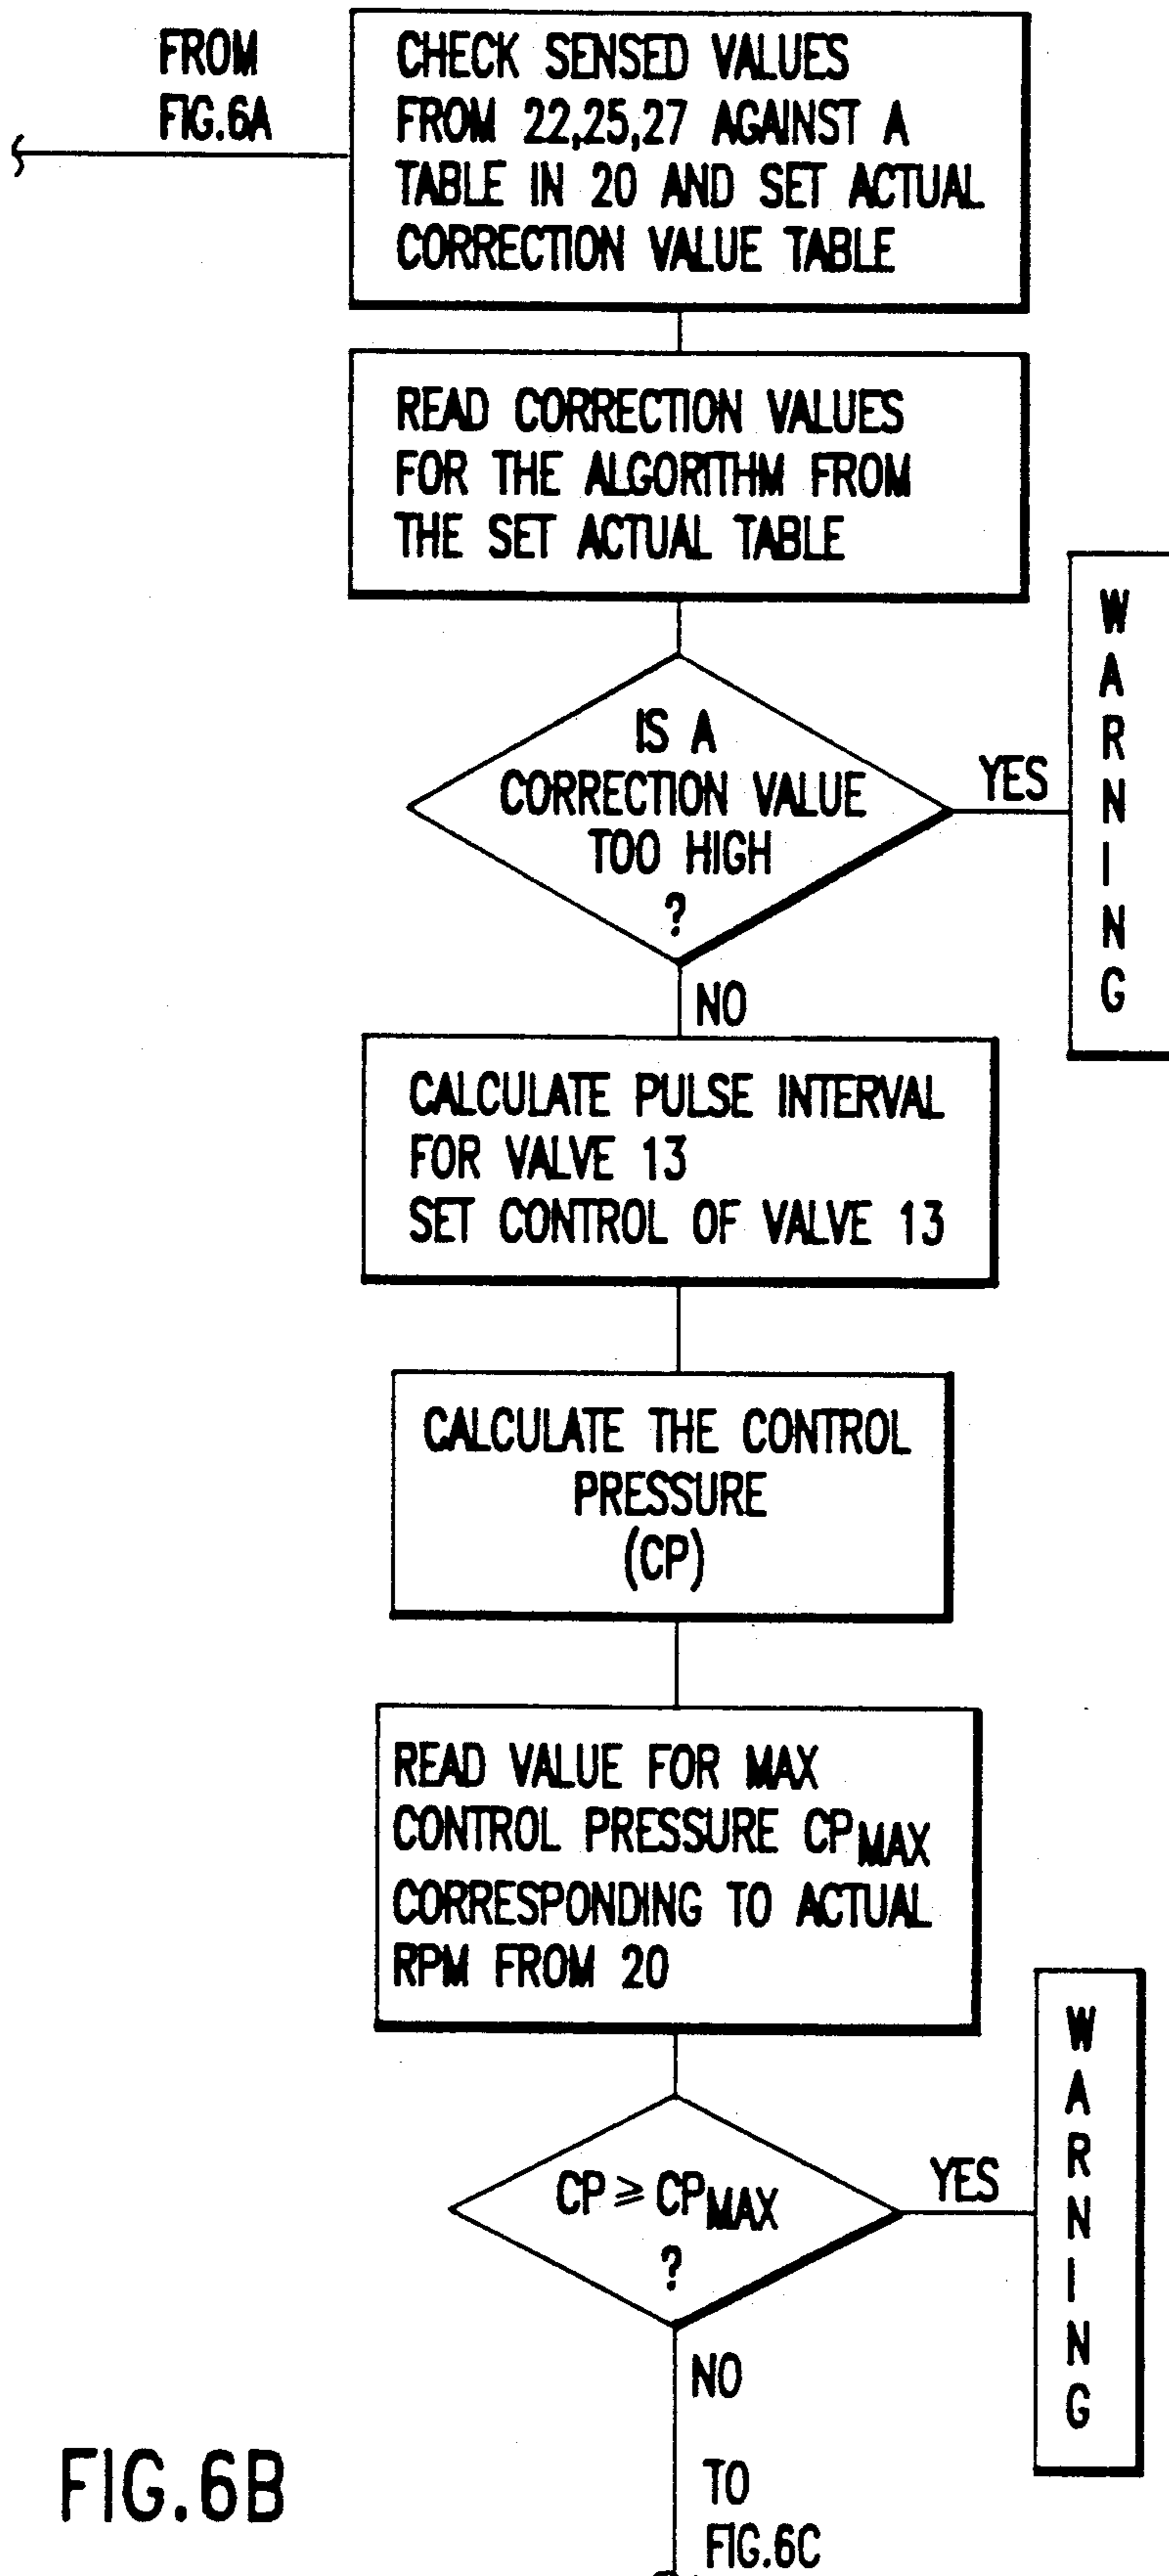 FROM
FIG.6A
CHECK SENSED VALUES
FROM 22,25,27 AGAINST A
TABLE IN 20 AND SET ACTUAL
CORRECTION VALUE TABLE
READ CORRECTION VALUES
FOR THE ALGORITHM FROM
THE SET ACTUAL TABLE
IS A
CORRECTION VALUE
TOO HIGH
?
YES
WARNING
NO
CALCULATE PULSE INTERVAL
FOR VALVE 13
SET CONTROL OF VALVE 13
CALCULATE THE CONTROL
PRESSURE
(CP)
READ VALUE FOR MAX
CONTROL PRESSURE CPMAX
CORRESPONDING TO ACTUAL
RPM FROM 20
CP ≥ CPMAX
?
YES
WARNING
NO
TO
FIG.6C
FIG.6B